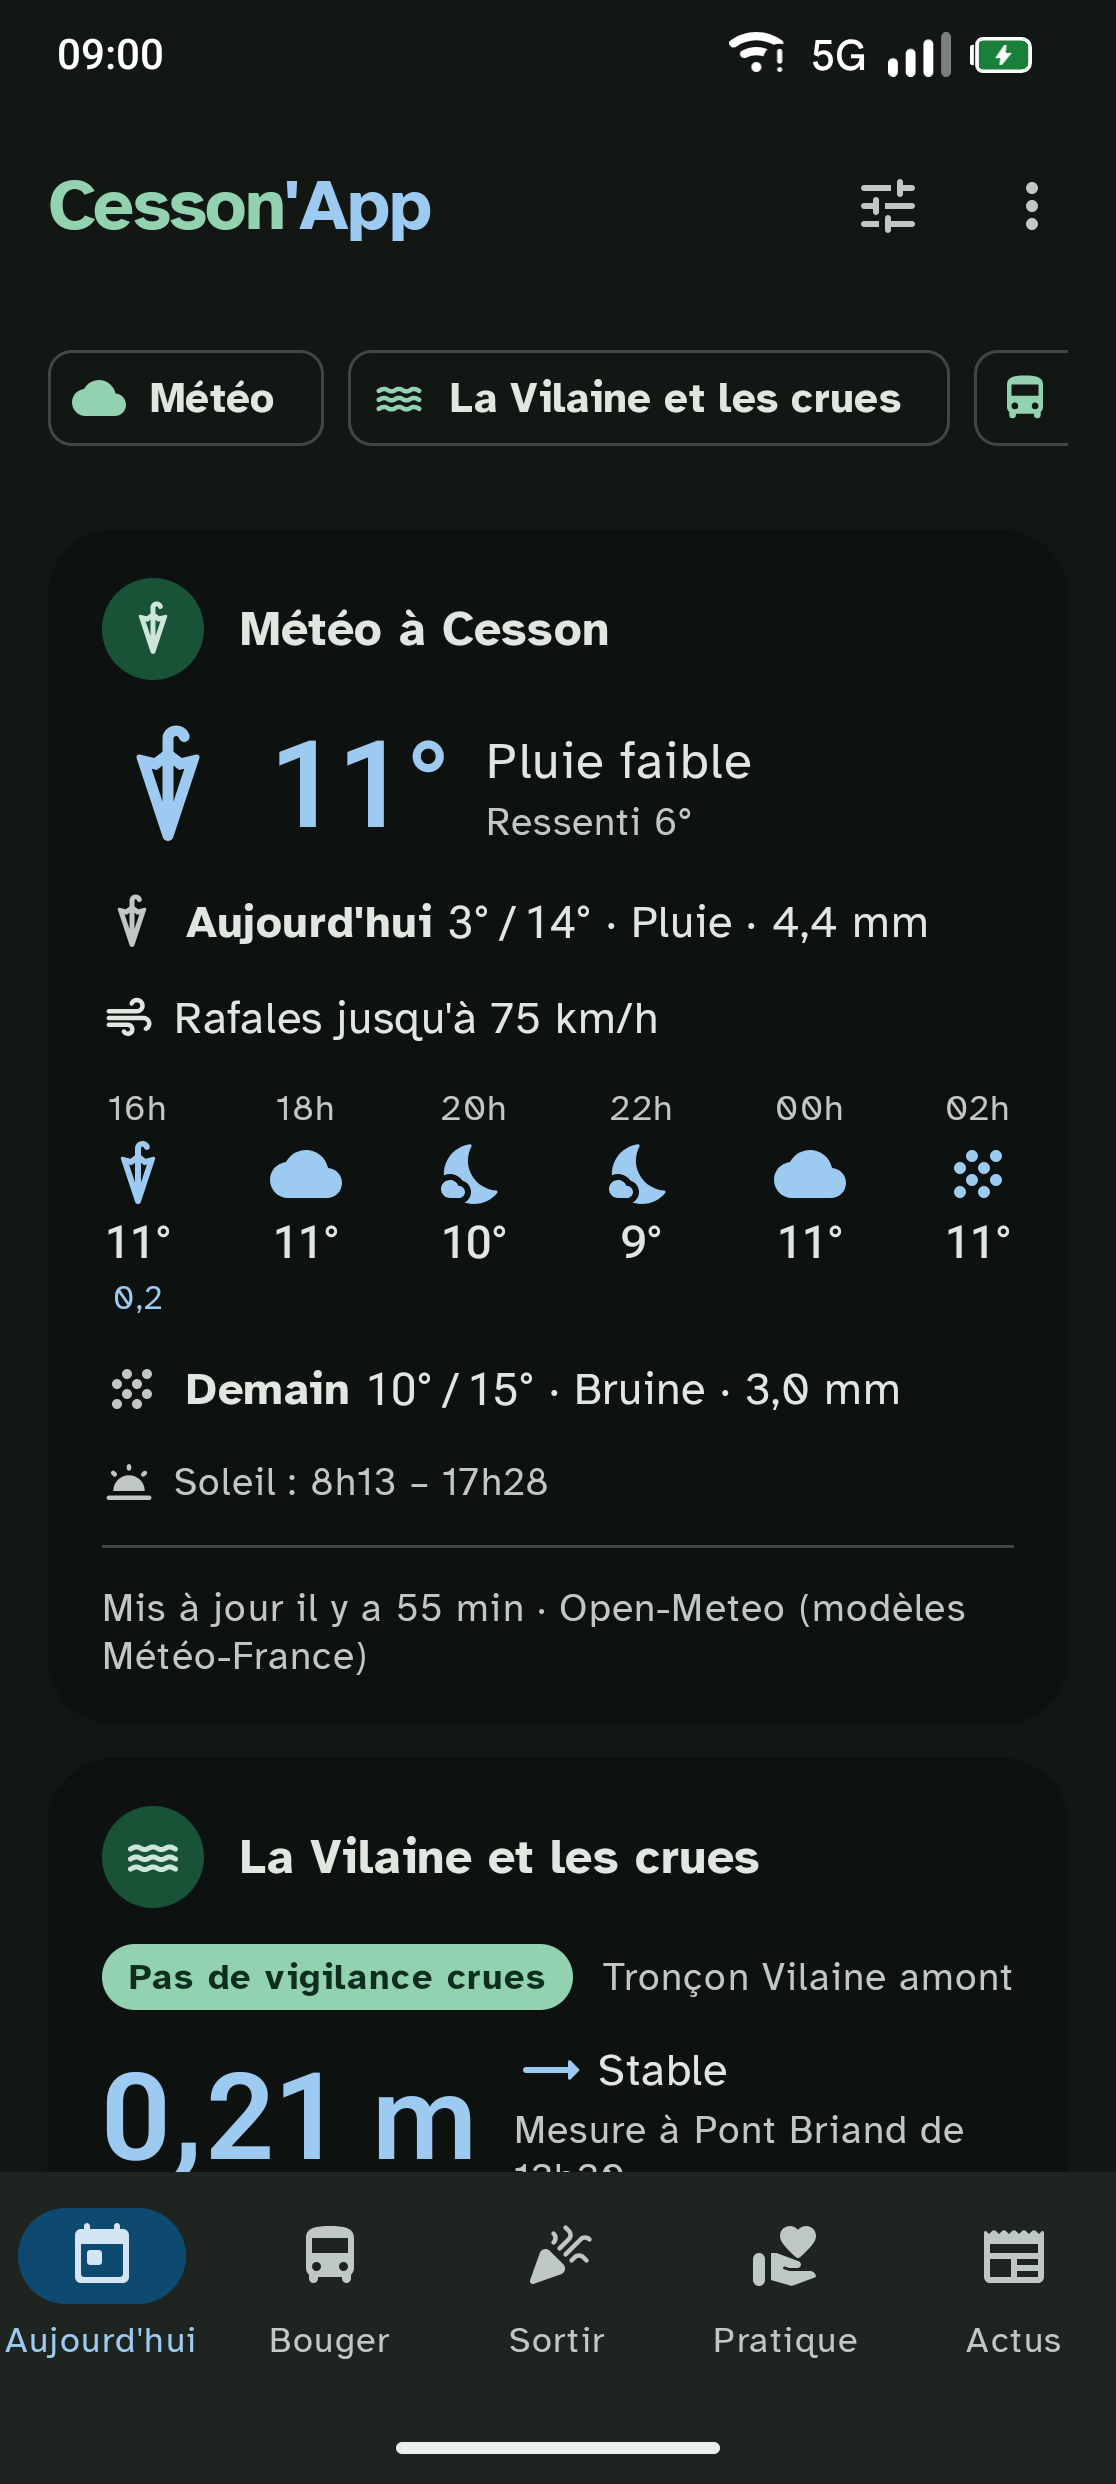 09:00
5G
Cesson'App
Météo
La Vilaine et les crues
Météo à Cesson
11°
Pluie faible
Ressenti 6°
Aujourd'hui 3° / 14° · Pluie · 4,4 mm
Rafales jusqu'à 75 km/h
16h 18h 20h 22h 00h 02h
11° 11° 10° 9° 11° 11°
0,2
Demain 10° / 15° · Bruine · 3,0 mm
Soleil : 8h13 – 17h28
Mis à jour il y a 55 min · Open-Meteo (modèles
Météo-France)
La Vilaine et les crues
Pas de vigilance crues
Tronçon Vilaine amont
0,21 m
Stable
Mesure à Pont Briand de
Aujourd'hui
Bouger
Sortir
Pratique
Actus